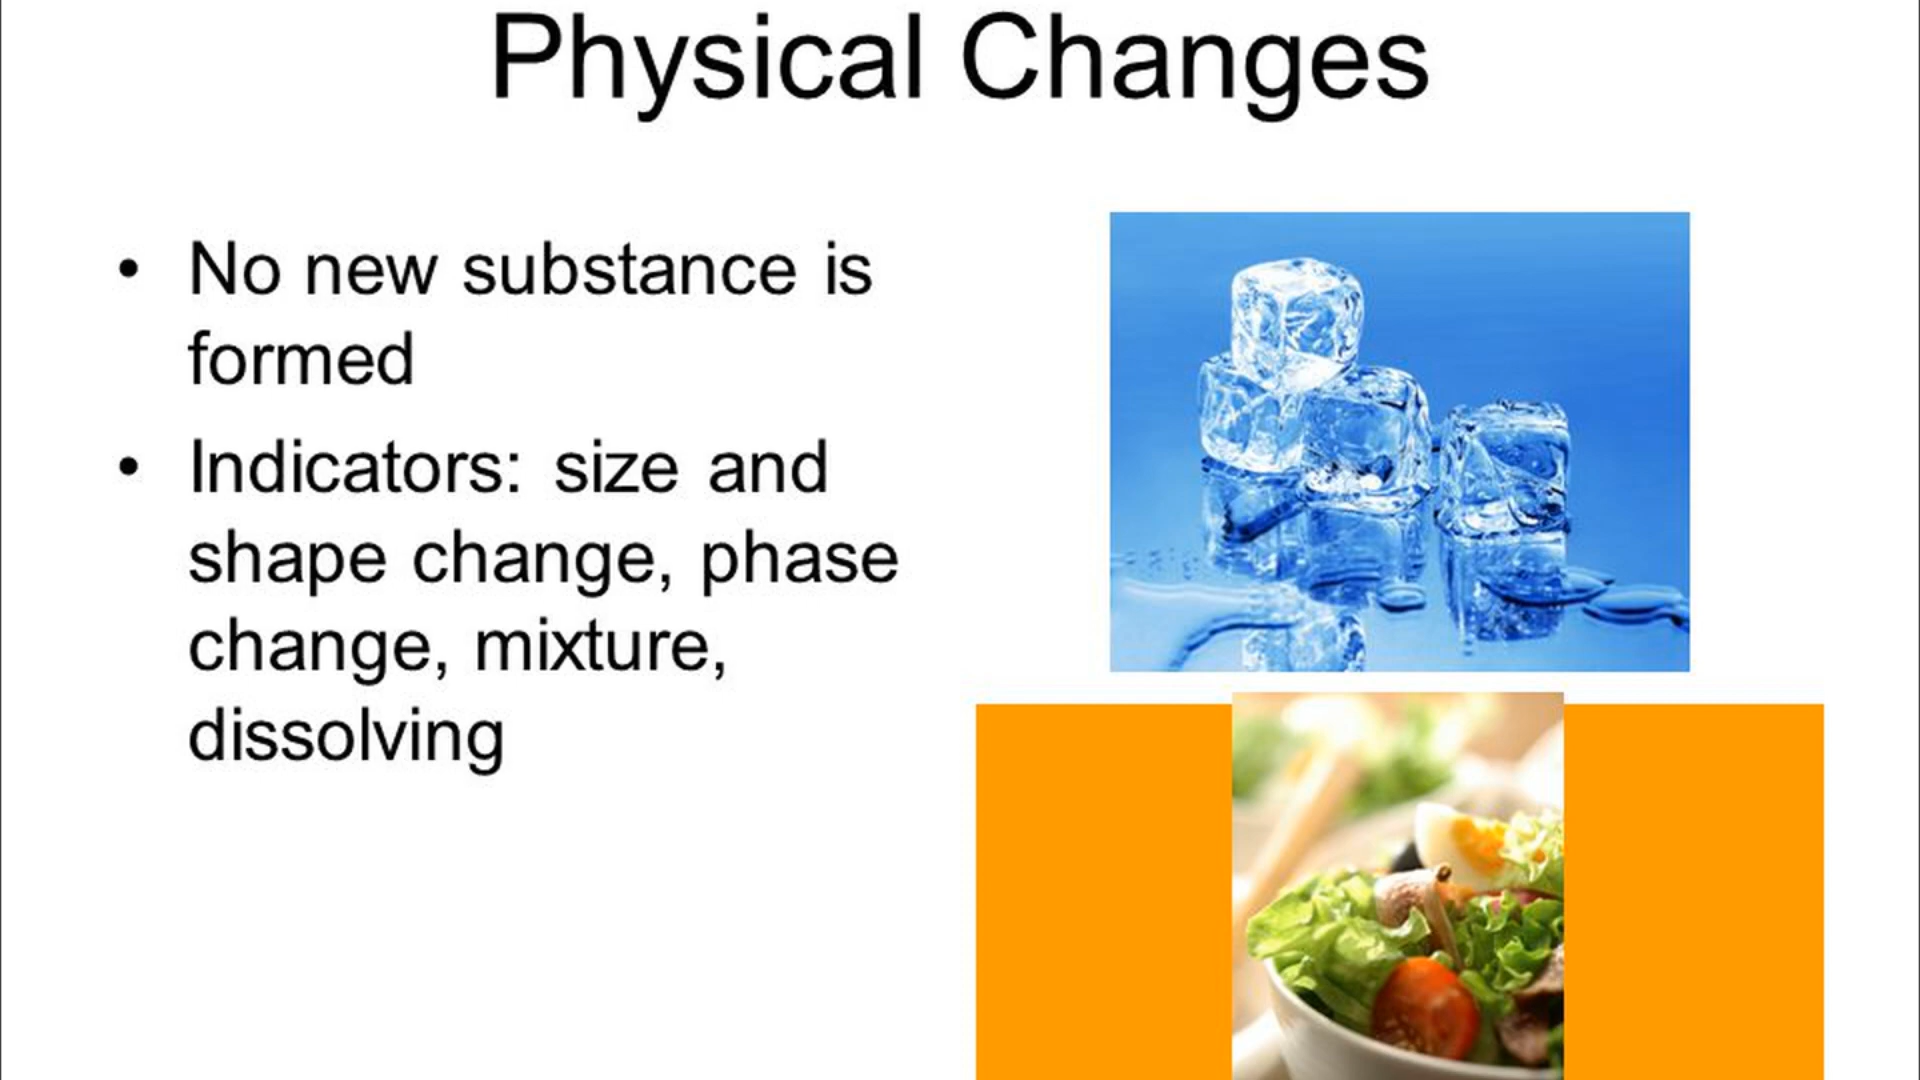 Physical Changes
• No new substance is
formed
• Indicators: size and
shape change, phase
change, mixture,
dissolving